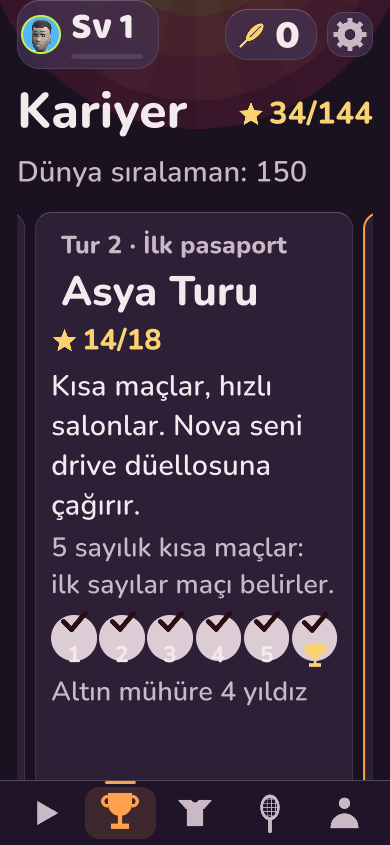 Sv 1
0
Kariyer
34/144
Dünya sıralaman: 150
Tur 2 · İlk pasaport
Asya Turu
14/18
Kısa maçlar, hızlı
salonlar. Nova seni
drive düellosuna
çağırır.
5 sayılık kısa maçlar:
ilk sayılar maçı belirler.
1 2 3 4 5
Altın mühüre 4 yıldız